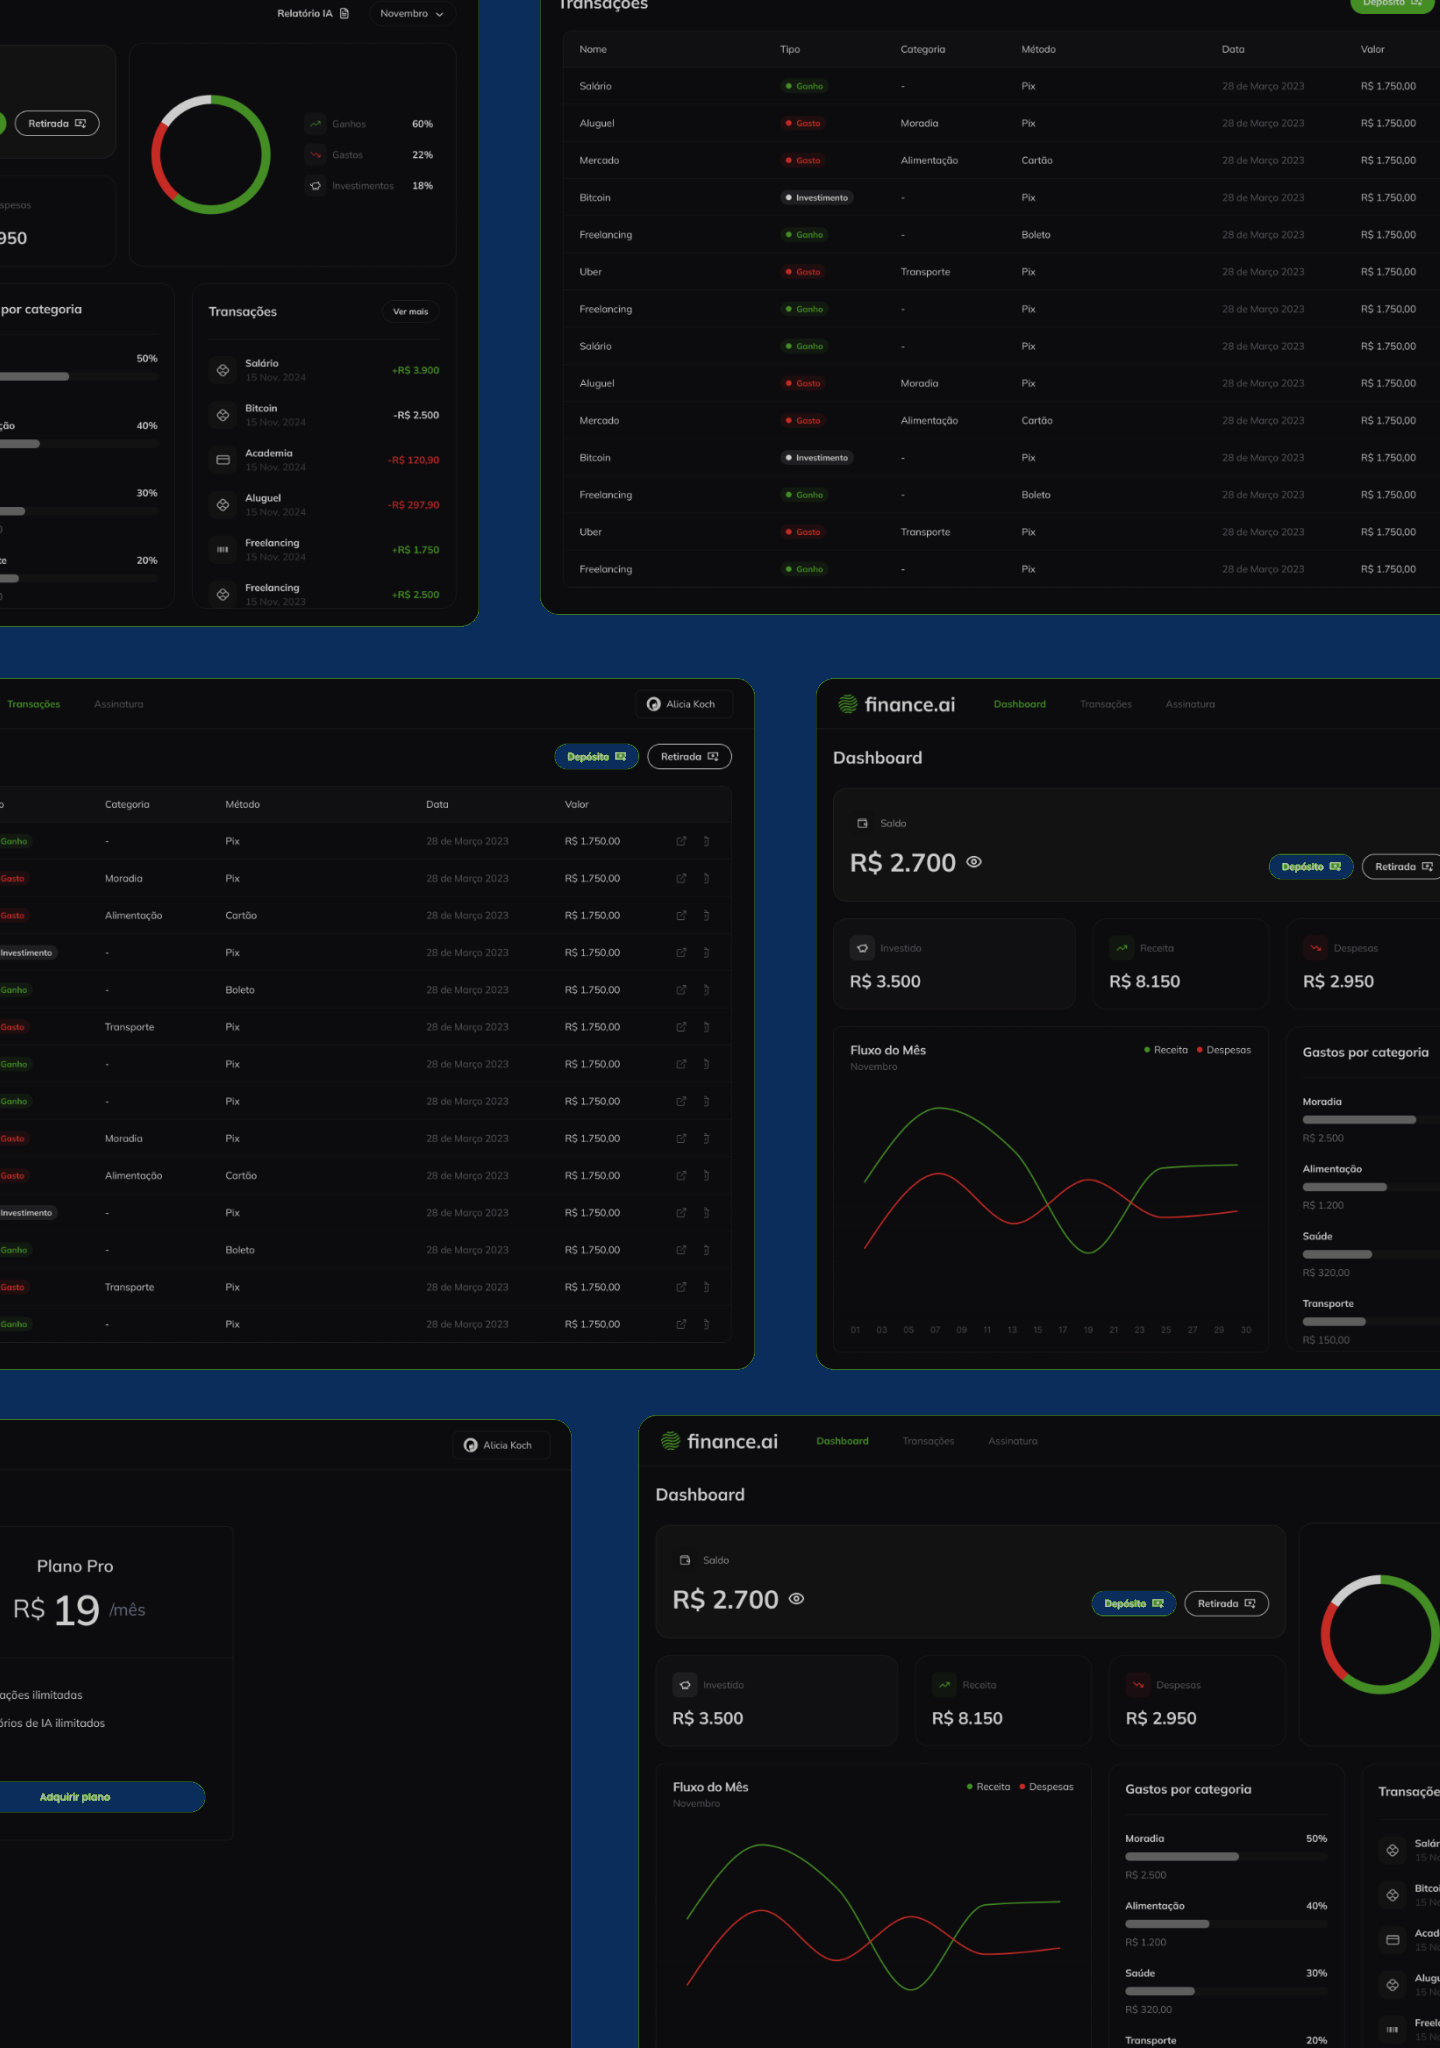 Relatório IA
Novembro
Retirada
Ganhos 60%
Gastos 22%
Investimentos 18%
spesas
950
por categoria
50%
ção 40%
30%
te 20%
Transações Ver mais
Salário
15 Nov, 2024
+R$ 3.900
Bitcoin
15 Nov, 2024
-R$ 2.500
Academia
15 Nov, 2024
-R$ 120,90
Aluguel
15 Nov, 2024
-R$ 297,90
Freelancing
15 Nov, 2024
+R$ 1.750
Freelancing
15 Nov, 2023
+R$ 2.500
Transações
Depósito
Nome Tipo Categoria Método Data Valor
Salário Ganho - Pix 28 de Março 2023 R$ 1.750,00
Aluguel Gasto Moradia Pix 28 de Março 2023 R$ 1.750,00
Mercado Gasto Alimentação Cartão 28 de Março 2023 R$ 1.750,00
Bitcoin Investimento - Pix 28 de Março 2023 R$ 1.750,00
Freelancing Ganho - Boleto 28 de Março 2023 R$ 1.750,00
Uber Gasto Transporte Pix 28 de Março 2023 R$ 1.750,00
Freelancing Ganho - Pix 28 de Março 2023 R$ 1.750,00
Salário Ganho - Pix 28 de Março 2023 R$ 1.750,00
Aluguel Gasto Moradia Pix 28 de Março 2023 R$ 1.750,00
Mercado Gasto Alimentação Cartão 28 de Março 2023 R$ 1.750,00
Bitcoin Investimento - Pix 28 de Março 2023 R$ 1.750,00
Freelancing Ganho - Boleto 28 de Março 2023 R$ 1.750,00
Uber Gasto Transporte Pix 28 de Março 2023 R$ 1.750,00
Freelancing Ganho - Pix 28 de Março 2023 R$ 1.750,00
Transações Assinatura Alicia Koch
Depósito Retirada
o Categoria Método Data Valor
Ganho - Pix 28 de Março 2023 R$ 1.750,00
Gasto Moradia Pix 28 de Março 2023 R$ 1.750,00
Gasto Alimentação Cartão 28 de Março 2023 R$ 1.750,00
Investimento - Pix 28 de Março 2023 R$ 1.750,00
Ganho - Boleto 28 de Março 2023 R$ 1.750,00
Gasto Transporte Pix 28 de Março 2023 R$ 1.750,00
Ganho - Pix 28 de Março 2023 R$ 1.750,00
Ganho - Pix 28 de Março 2023 R$ 1.750,00
Gasto Moradia Pix 28 de Março 2023 R$ 1.750,00
Gasto Alimentação Cartão 28 de Março 2023 R$ 1.750,00
Investimento - Pix 28 de Março 2023 R$ 1.750,00
Ganho - Boleto 28 de Março 2023 R$ 1.750,00
Gasto Transporte Pix 28 de Março 2023 R$ 1.750,00
Ganho - Pix 28 de Março 2023 R$ 1.750,00
finance.ai Dashboard Transações Assinatura
Dashboard
Saldo
R$ 2.700
Depósito Retirada
Investido
R$ 3.500
Receita
R$ 8.150
Despesas
R$ 2.950
Fluxo do Mês
Novembro
Receita Despesas
01 03 05 07 09 11 13 15 17 19 21 23 25 27 29 30
Gastos por categoria
Moradia
R$ 2.500
Alimentação
R$ 1.200
Saúde
R$ 320,00
Transporte
R$ 150,00
Alicia Koch
Plano Pro
R$ 19 /mês
ações ilimitadas
órios de IA ilimitados
Adquirir plano
finance.ai Dashboard Transações Assinatura
Dashboard
Saldo
R$ 2.700
Depósito Retirada
Investido
R$ 3.500
Receita
R$ 8.150
Despesas
R$ 2.950
Fluxo do Mês
Novembro
Receita Despesas
Gastos por categoria
Moradia 50%
R$ 2.500
Alimentação 40%
R$ 1.200
Saúde 30%
R$ 320,00
Transporte 20%
Transaçõe
Salár
15 No
Bitcoi
15 No
Acad
15 No
Alugu
15 No
Freel
15 No